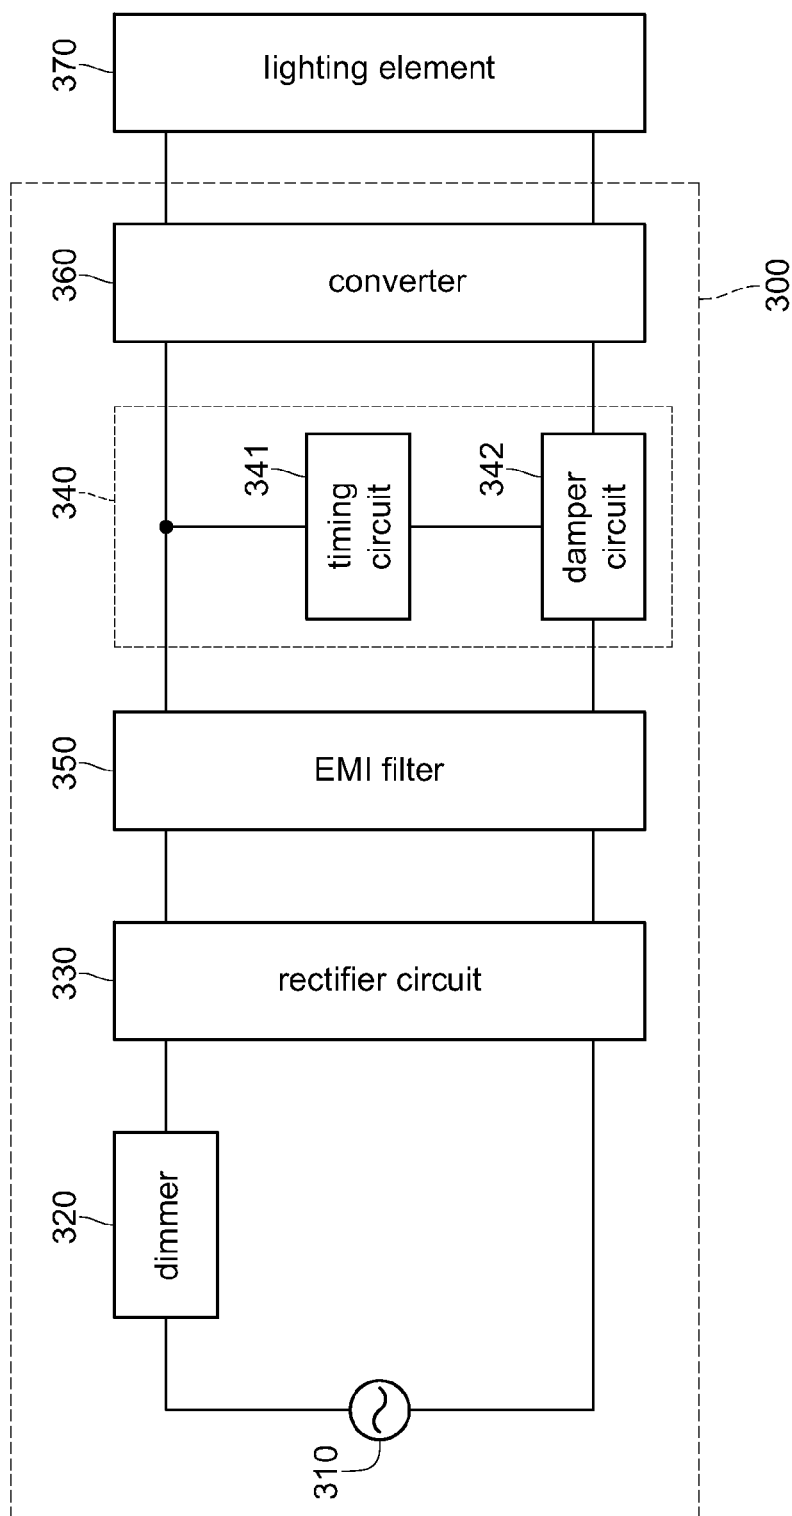 370
lighting element
360
converter
300
340
341
timing
circuit
342
damper
circuit
350
EMI filter
330
rectifier circuit
320
dimmer
310